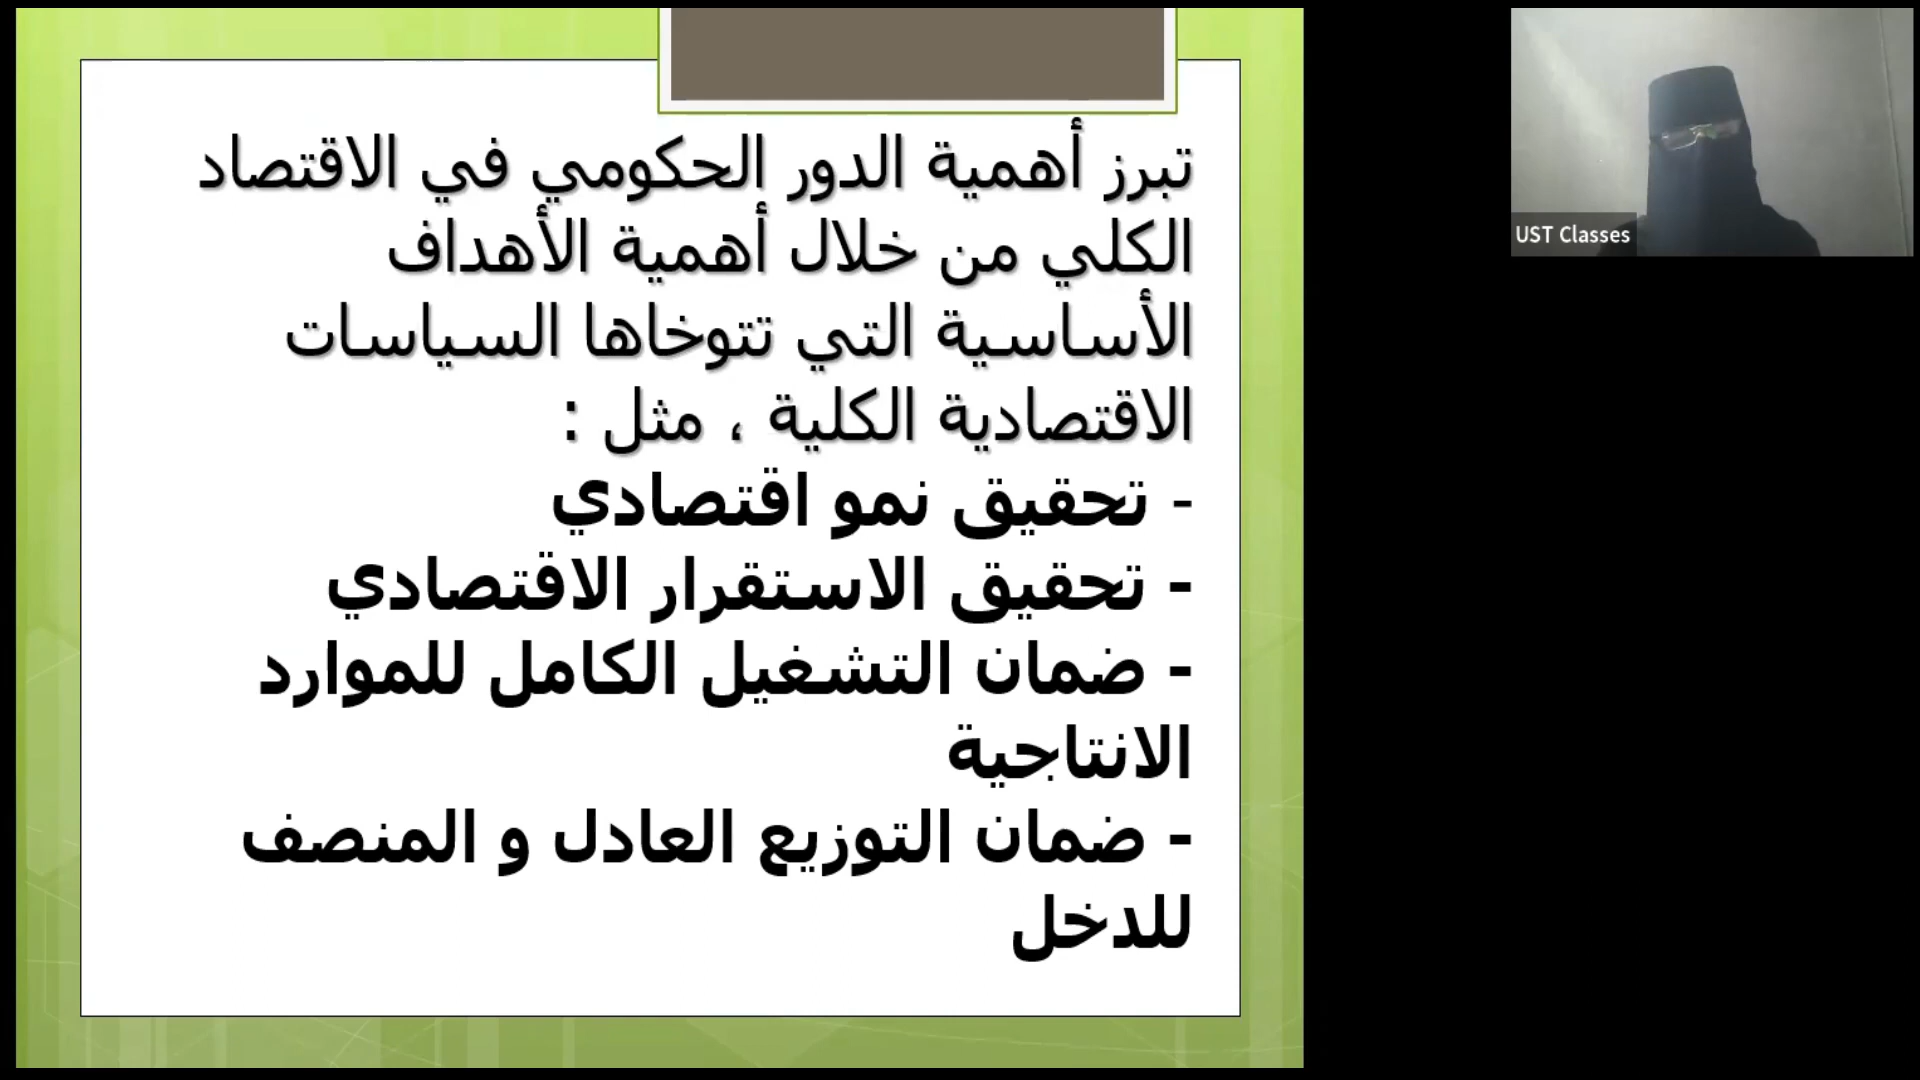 تبرز أهمية الدور الحكومي في الاقتصاد
الكلي من خلال أهمية الأهداف
الأساسية التي تتوخاها السياسات
الاقتصادية الكلية ، مثل :
- تحقيق نمو اقتصادي
- تحقيق الاستقرار الاقتصادي
- ضمان التشغيل الكامل للموارد
الانتاجية
- ضمان التوزيع العادل و المنصف
للدخل
UST Classes